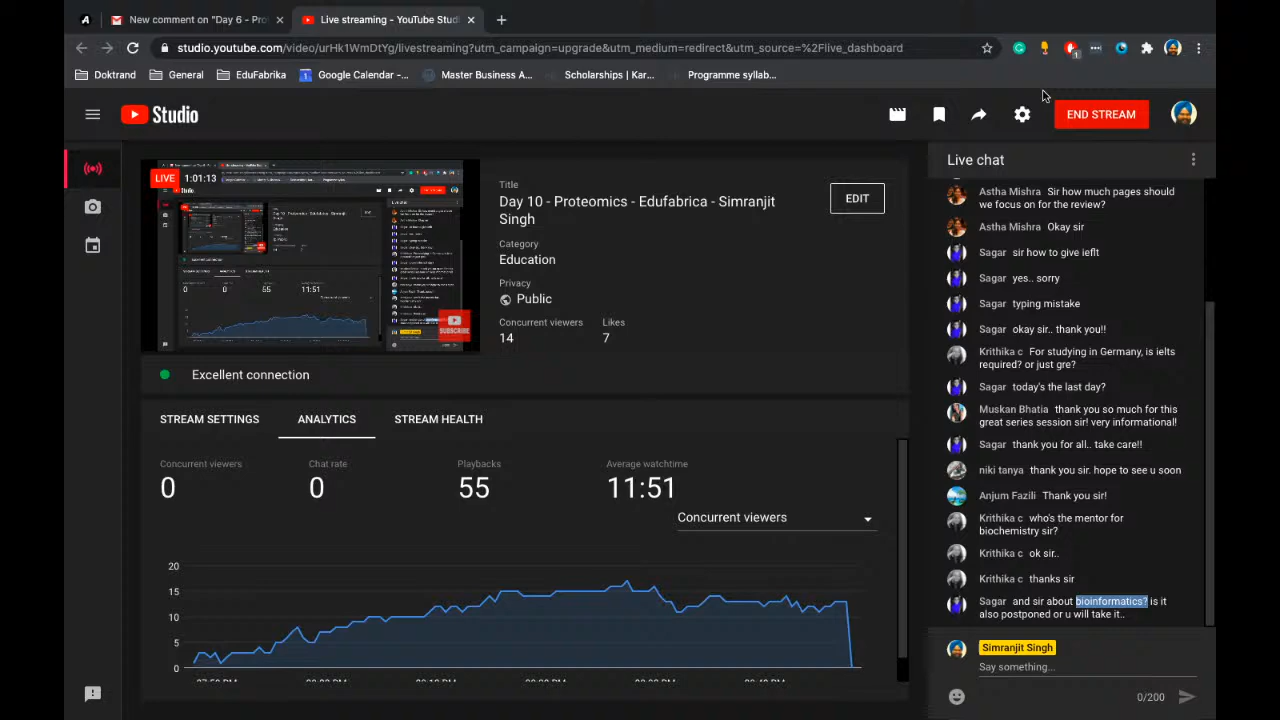 New comment on "Day 6 - Pro
Live streaming - YouTube Studi
studio.youtube.com/video/urHk1WmDtYg/livestreaming?utm_campaign=upgrade&utm_medium=redirect&utm_source=%2Flive_dashboard
Doktrand
General
EduFabrika
Google Calendar -...
Master Business A...
Scholarships | Kar...
Programme syllab...
Studio
END STREAM
LIVE 1:01:13
SUBSCRIBE
Title
Day 10 - Proteomics - Edufabrica - Simranjit
Singh
EDIT
Category
Education
Privacy
Public
Concurrent viewers
Likes
14
7
Excellent connection
STREAM SETTINGS
ANALYTICS
STREAM HEALTH
Concurrent viewers
Chat rate
Playbacks
Average watchtime
0
0
55
11:51
Concurrent viewers
20
15
10
5
0
Live chat
Astha Mishra Sir how much pages should
we focus on for the review?
Astha Mishra Okay sir
Sagar sir how to give ieflt
Sagar yes.. sorry
Sagar typing mistake
Sagar okay sir.. thank you!!
Krithika c For studying in Germany, is ielts
required? or just gre?
Sagar today's the last day?
Muskan Bhatia thank you so much for this
great series session sir! very informational!
Sagar thank you for all.. take care!!
niki tanya thank you sir. hope to see u soon
Anjum Fazili Thank you sir!
Krithika c who's the mentor for
biochemistry sir?
Krithika c ok sir..
Krithika c thanks sir
Sagar and sir about bioinformatics? is it
also postponed or u will take it..
Simranjit Singh
Say something...
0/200